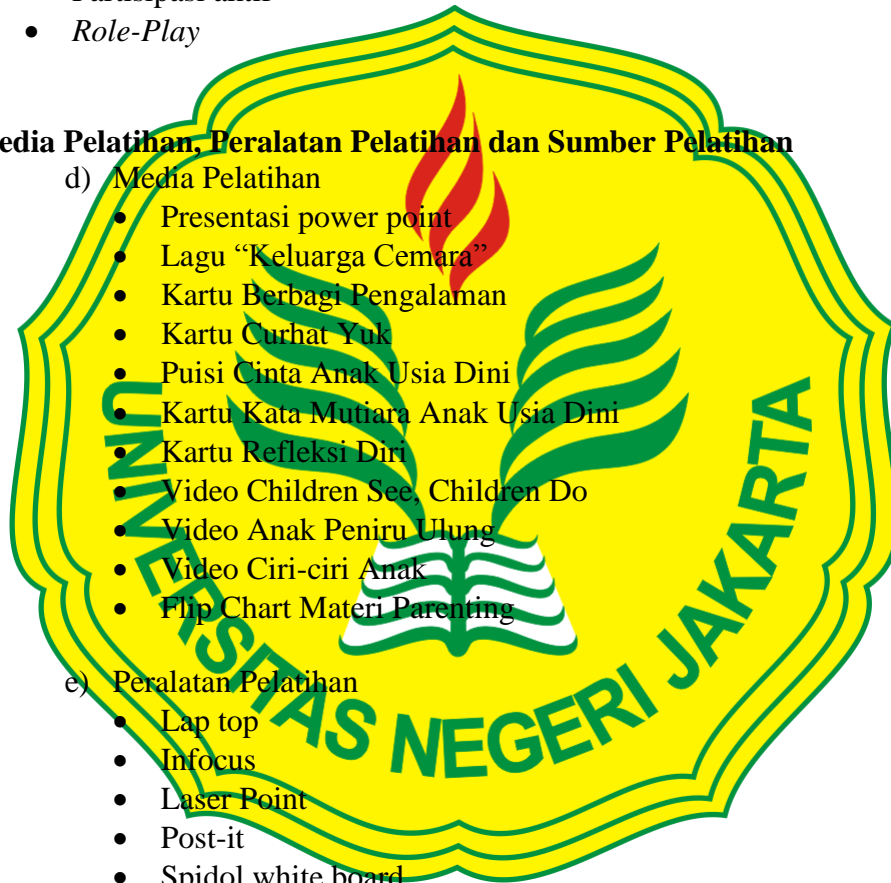 Partisipasi aktif
• Role-Play
edia Pelatihan, Peralatan Pelatihan dan Sumber Pelatihan
d) Media Pelatihan
• Presentasi power point
• Lagu “Keluarga Cemara”
• Kartu Berbagi Pengalaman
• Kartu Curhat Yuk
• Puisi Cinta Anak Usia Dini
• Kartu Kata Mutiara Anak Usia Dini
• Kartu Refleksi Diri
• Video Children See, Children Do
• Video Anak Peniru Ulung
• Video Ciri-ciri Anak
• Flip Chart Materi Parenting
e) Peralatan Pelatihan
• Lap top
• Infocus
• Laser Point
• Post-it
• Spidol white board
UNIVERSITAS NEGERI JAKARTA